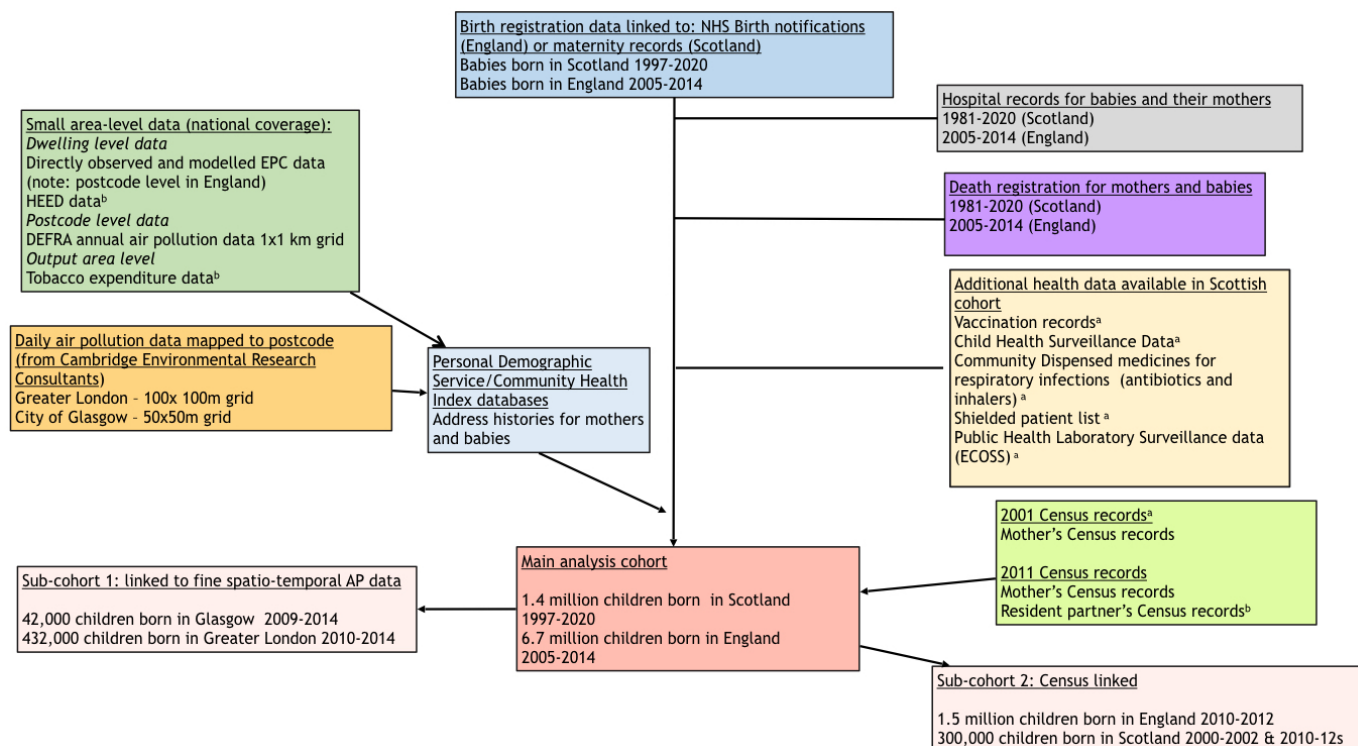 Birth registration data linked to: NHS Birth notifications
(England) or maternity records (Scotland)
Babies born in Scotland 1997-2020
Babies born in England 2005-2014
Hospital records for babies and their mothers
1981-2020 (Scotland)
2005-2014 (England)
Small area-level data (national coverage):
Dwelling level data
Directly observed and modelled EPC data
(note: postcode level in England)
HEED dataᵇ
Postcode level data
DEFRA annual air pollution data 1x1 km grid
Output area level
Tobacco expenditure dataᵇ
Death registration for mothers and babies
1981-2020 (Scotland)
2005-2014 (England)
Additional health data available in Scottish
cohort
Vaccination recordsᵃ
Child Health Surveillance Dataᵃ
Community Dispensed medicines for
respiratory infections (antibiotics and
inhalers) ᵃ
Shielded patient list ᵃ
Public Health Laboratory Surveillance data
(ECOSS) ᵃ
Daily air pollution data mapped to postcode
(from Cambridge Environmental Research
Consultants)
Greater London – 100x 100m grid
City of Glasgow – 50x50m grid
Personal Demographic
Service/Community Health
Index databases
Address histories for mothers
and babies
2001 Census recordsᵃ
Mother's Census records
2011 Census records
Mother's Census records
Resident partner's Census recordsᵇ
Main analysis cohort
1.4 million children born in Scotland
1997-2020
6.7 million children born in England
2005-2014
Sub-cohort 1: linked to fine spatio-temporal AP data
42,000 children born in Glasgow 2009-2014
432,000 children born in Greater London 2010-2014
Sub-cohort 2: Census linked
1.5 million children born in England 2010-2012
300,000 children born in Scotland 2000-2002 & 2010-12s